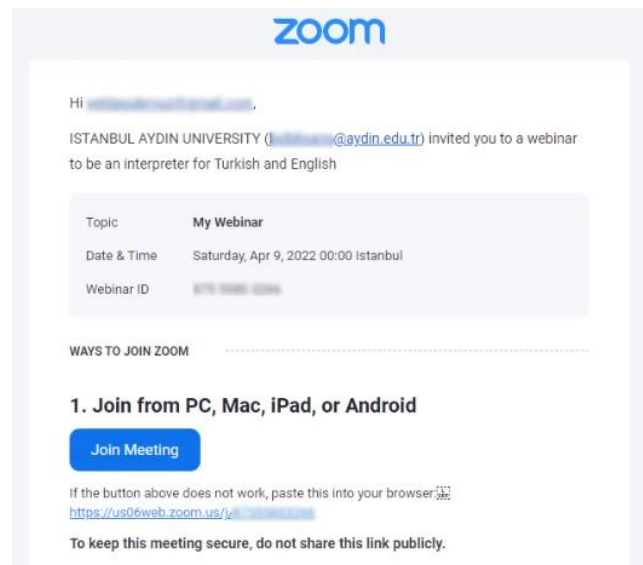 zoom
Hi
ISTANBUL AYDIN UNIVERSITY ( @aydin.edu.tr) invited you to a webinar
to be an interpreter for Turkish and English
Topic My Webinar
Date & Time Saturday, Apr 9, 2022 00:00 Istanbul
Webinar ID
WAYS TO JOIN ZOOM
1. Join from PC, Mac, iPad, or Android
Join Meeting
If the button above does not work, paste this into your browser:
https://us06web.zoom.us/j/
To keep this meeting secure, do not share this link publicly.